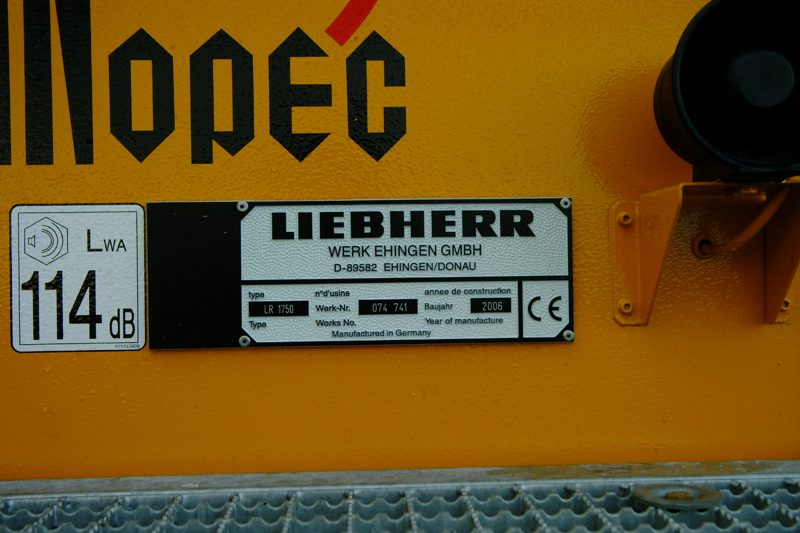 NOPEC
LWA
114 dB
LIEBHERR
WERK EHINGEN GMBH
D-89582 EHINGEN/DONAU
type n°d'usine annee de construction
LR 1750 Werk-Nr. 074 741 Baujahr 2006
Type Works No. Year of manufacture
Manufactured in Germany
CE